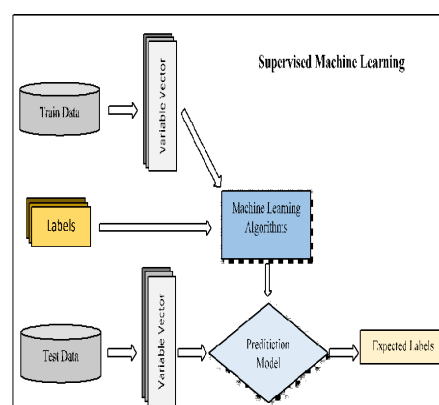 Supervised Machine Learning
Train Data
Variable Vector
Labels
Machine Learning
Algorithms
Test Data
Variable Vector
Preditiction
Model
Expected Labels